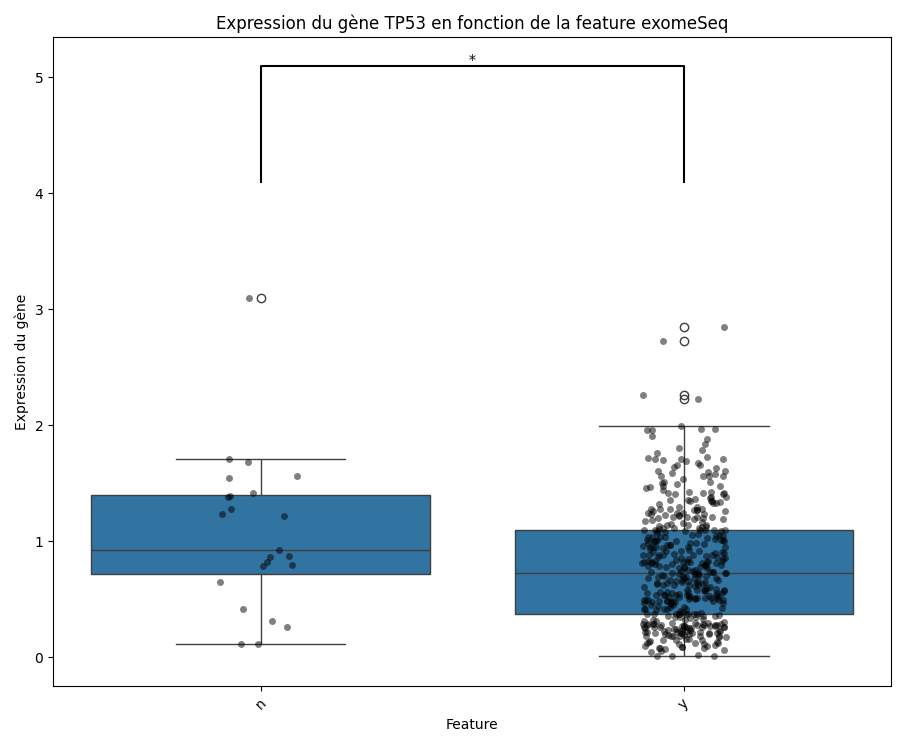 Expression du gène TP53 en fonction de la feature exomeSeq
*
5
4
3
2
1
0
Expression du gène
n
y
Feature